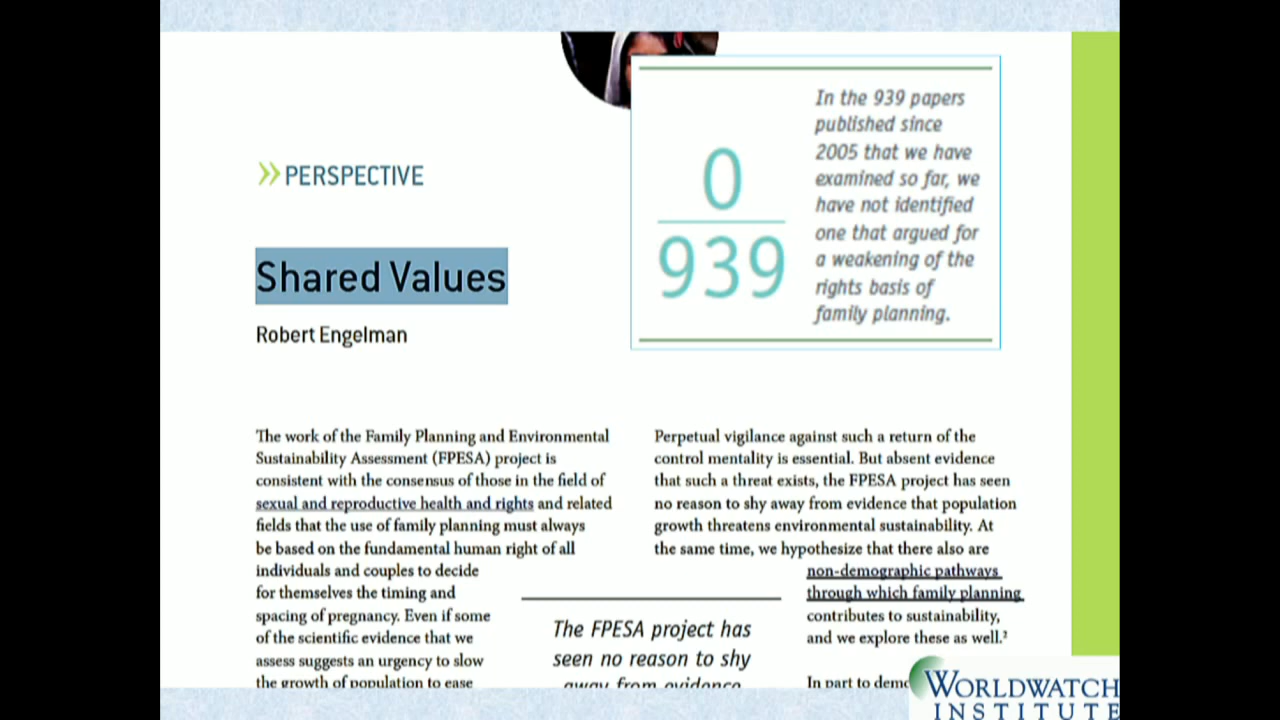 PERSPECTIVE
Shared Values
Robert Engelman
0
939
In the 939 papers
published since
2005 that we have
examined so far, we
have not identified
one that argued for
a weakening of the
rights basis of
family planning.
The work of the Family Planning and Environmental
Sustainability Assessment (FPESA) project is
consistent with the consensus of those in the field of
sexual and reproductive health and rights and related
fields that the use of family planning must always
be based on the fundamental human right of all
individuals and couples to decide
for themselves the timing and
spacing of pregnancy. Even if some
of the scientific evidence that we
assess suggests an urgency to slow
the growth of population to ease
The FPESA project has
seen no reason to shy
away from evidence
Perpetual vigilance against such a return of the
control mentality is essential. But absent evidence
that such a threat exists, the FPESA project has seen
no reason to shy away from evidence that population
growth threatens environmental sustainability. At
the same time, we hypothesize that there also are
non-demographic pathways
through which family planning
contributes to sustainability,
and we explore these as well.²
In part to demo
WORLDWATCH
INSTITUTE